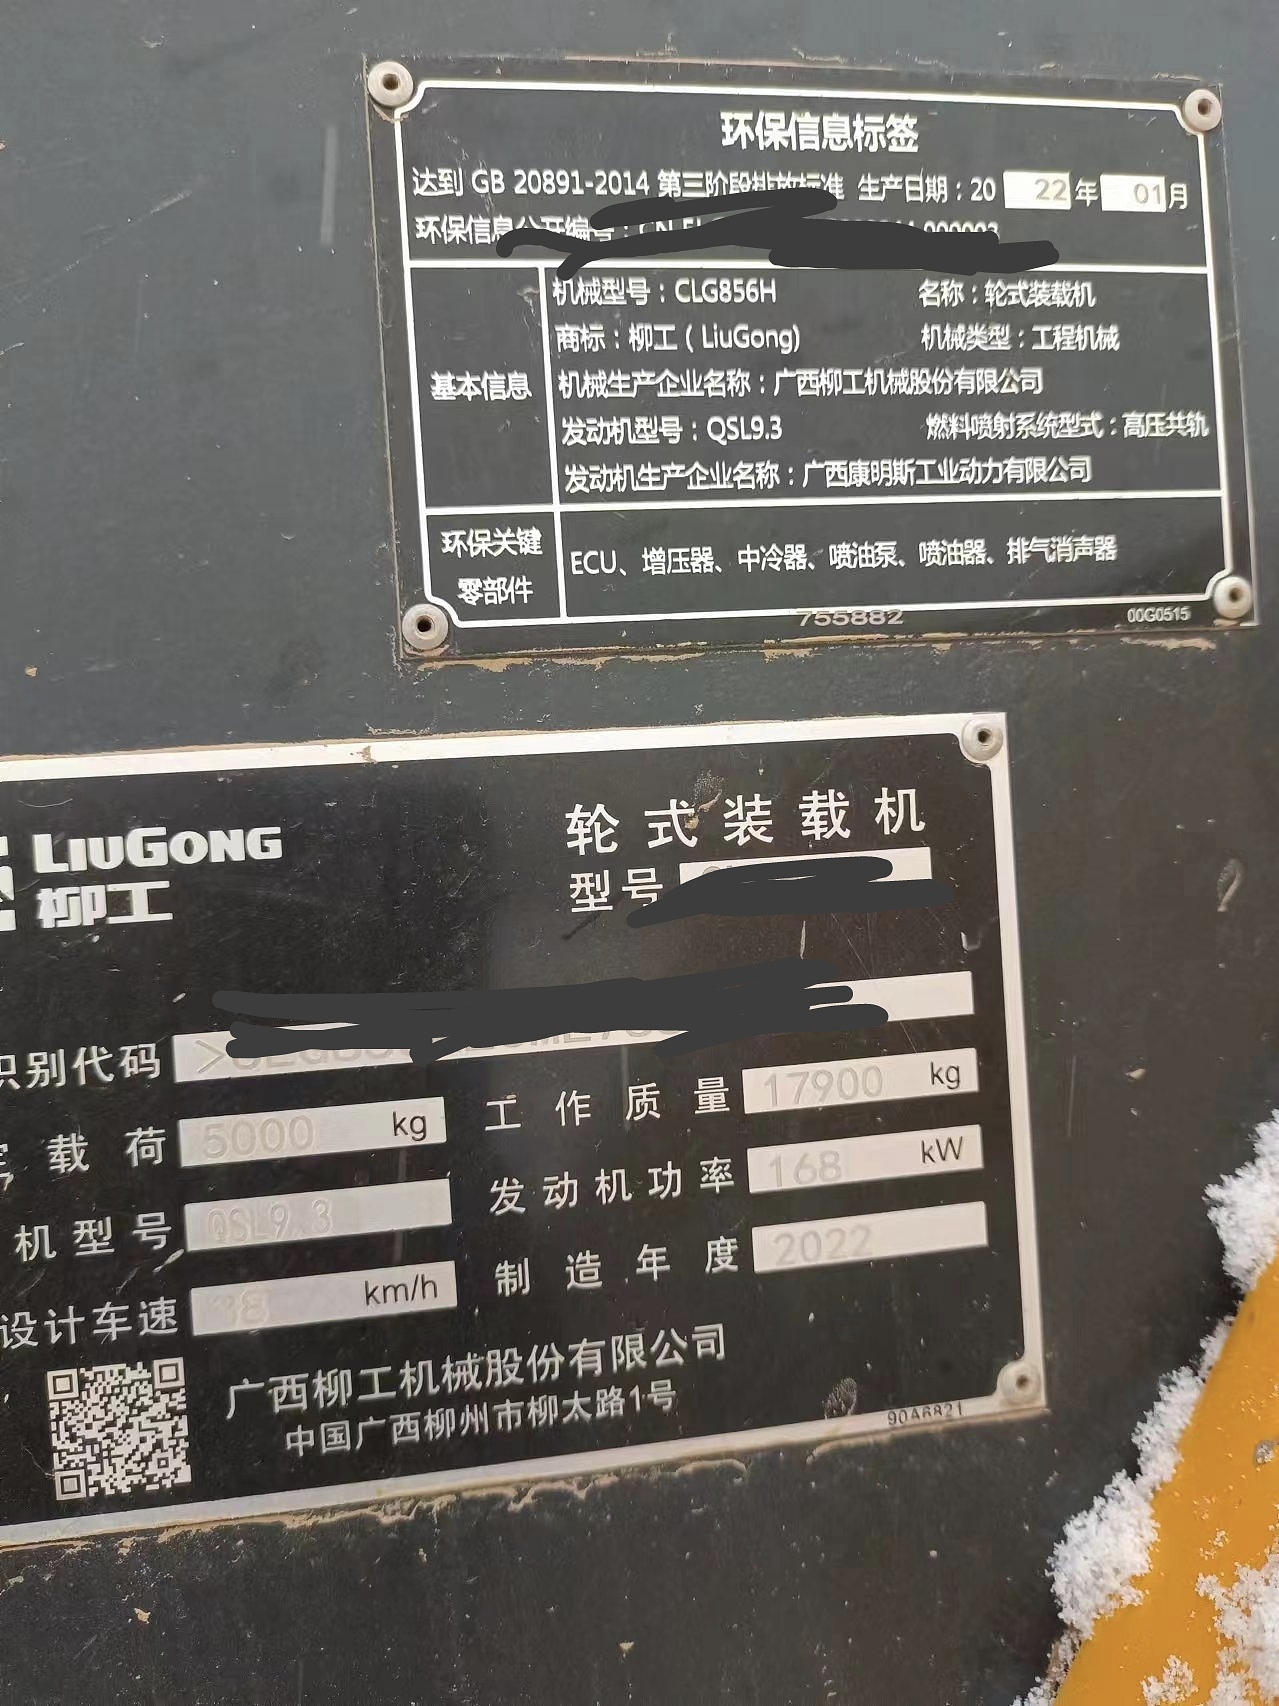 环保信息标签
达到 GB 20891-2014 第三阶段排放标准 生产日期：20 22 年 01 月
环保信息公开编号：CN
机械型号：CLG856H 名称：轮式装载机
商标：柳工（LiuGong) 机械类型：工程机械
基本信息 机械生产企业名称：广西柳工机械股份有限公司
发动机型号：QSL9.3 燃料喷射系统型式：高压共轨
发动机生产企业名称：广西康明斯工业动力有限公司
环保关键
零部件 ECU、增压器、中冷器、喷油泵、喷油器、排气消声器
755882 00G0515
LIUGONG 轮式装载机
柳工 型号
识别代码
载荷 5000 kg 工作质量 17900 kg
机型号 QSL9.3 发动机功率 168 kW
设计车速 38 km/h 制造年度 2022
广西柳工机械股份有限公司
中国广西柳州市柳太路1号 90A6821